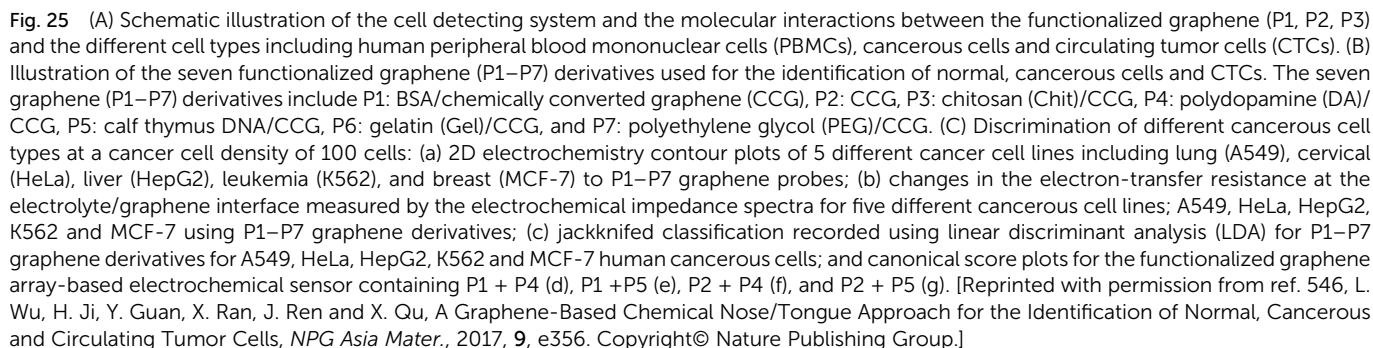 Fig. 25 (A) Schematic illustration of the cell detecting system and the molecular interactions between the functionalized graphene (P1, P2, P3)
and the different cell types including human peripheral blood mononuclear cells (PBMCs), cancerous cells and circulating tumor cells (CTCs). (B)
Illustration of the seven functionalized graphene (P1–P7) derivatives used for the identification of normal, cancerous cells and CTCs. The seven
graphene (P1–P7) derivatives include P1: BSA/chemically converted graphene (CCG), P2: CCG, P3: chitosan (Chit)/CCG, P4: polydopamine (DA)/
CCG, P5: calf thymus DNA/CCG, P6: gelatin (Gel)/CCG, and P7: polyethylene glycol (PEG)/CCG. (C) Discrimination of different cancerous cell
types at a cancer cell density of 100 cells: (a) 2D electrochemistry contour plots of 5 different cancer cell lines including lung (A549), cervical
(HeLa), liver (HepG2), leukemia (K562), and breast (MCF-7) to P1–P7 graphene probes; (b) changes in the electron-transfer resistance at the
electrolyte/graphene interface measured by the electrochemical impedance spectra for five different cancerous cell lines; A549, HeLa, HepG2,
K562 and MCF-7 using P1–P7 graphene derivatives; (c) jackknifed classification recorded using linear discriminant analysis (LDA) for P1–P7
graphene derivatives for A549, HeLa, HepG2, K562 and MCF-7 human cancerous cells; and canonical score plots for the functionalized graphene
array-based electrochemical sensor containing P1 + P4 (d), P1 +P5 (e), P2 + P4 (f), and P2 + P5 (g). [Reprinted with permission from ref. 546, L.
Wu, H. Ji, Y. Guan, X. Ran, J. Ren and X. Qu, A Graphene-Based Chemical Nose/Tongue Approach for the Identification of Normal, Cancerous
and Circulating Tumor Cells, NPG Asia Mater., 2017, 9, e356. Copyright© Nature Publishing Group.]